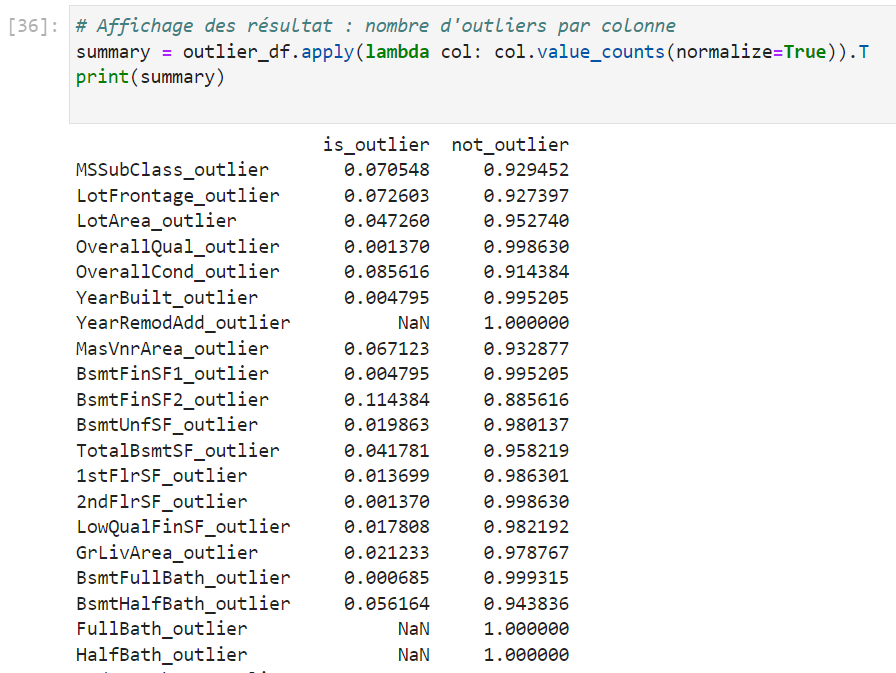 [36]: # Affichage des résultat : nombre d'outliers par colonne
summary = outlier_df.apply(lambda col: col.value_counts(normalize=True)).T
print(summary)
is_outlier not_outlier
MSSubClass_outlier 0.070548 0.929452
LotFrontage_outlier 0.072603 0.927397
LotArea_outlier 0.047260 0.952740
OverallQual_outlier 0.001370 0.998630
OverallCond_outlier 0.085616 0.914384
YearBuilt_outlier 0.004795 0.995205
YearRemodAdd_outlier NaN 1.000000
MasVnrArea_outlier 0.067123 0.932877
BsmtFinSF1_outlier 0.004795 0.995205
BsmtFinSF2_outlier 0.114384 0.885616
BsmtUnfSF_outlier 0.019863 0.980137
TotalBsmtSF_outlier 0.041781 0.958219
1stFlrSF_outlier 0.013699 0.986301
2ndFlrSF_outlier 0.001370 0.998630
LowQualFinSF_outlier 0.017808 0.982192
GrLivArea_outlier 0.021233 0.978767
BsmtFullBath_outlier 0.000685 0.999315
BsmtHalfBath_outlier 0.056164 0.943836
FullBath_outlier NaN 1.000000
HalfBath_outlier NaN 1.000000